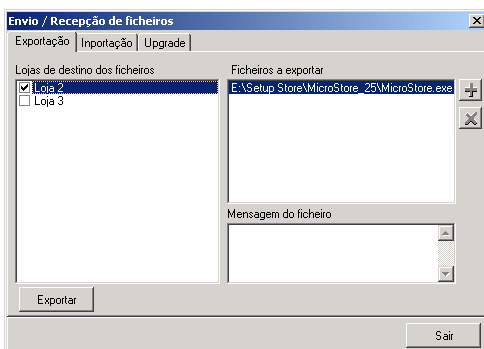 Envio / Recepção de ficheiros
Exportação Inportação Upgrade
Lojas de destino dos ficheiros
Loja 2
Loja 3
Ficheiros a exportar
E:\Setup Store\MicroStore_25\MicroStore.exe
Mensagem do ficheiro
Exportar
Sair